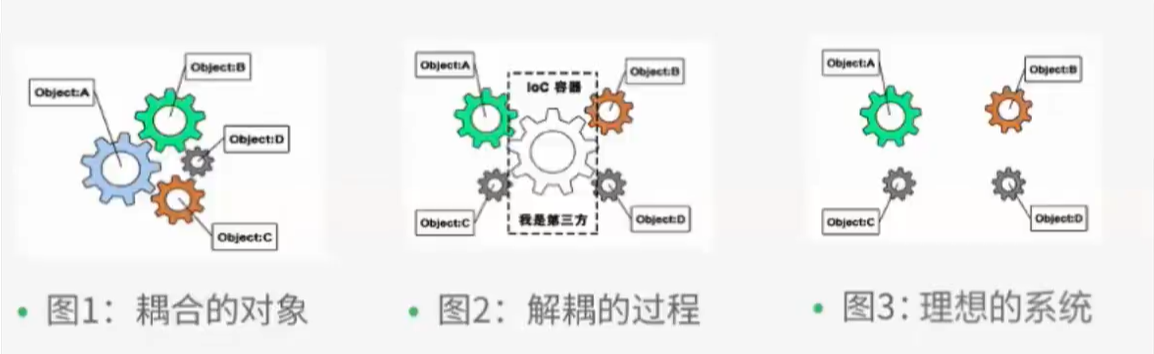 Object:B
Object:A
Object:D
Object:C
Object:A
IoC 容器
Object:B
Object:C
我是第三方
Object:D
Object:A
Object:B
Object:C
Object:D
• 图1：耦合的对象
• 图2：解耦的过程
• 图3：理想的系统